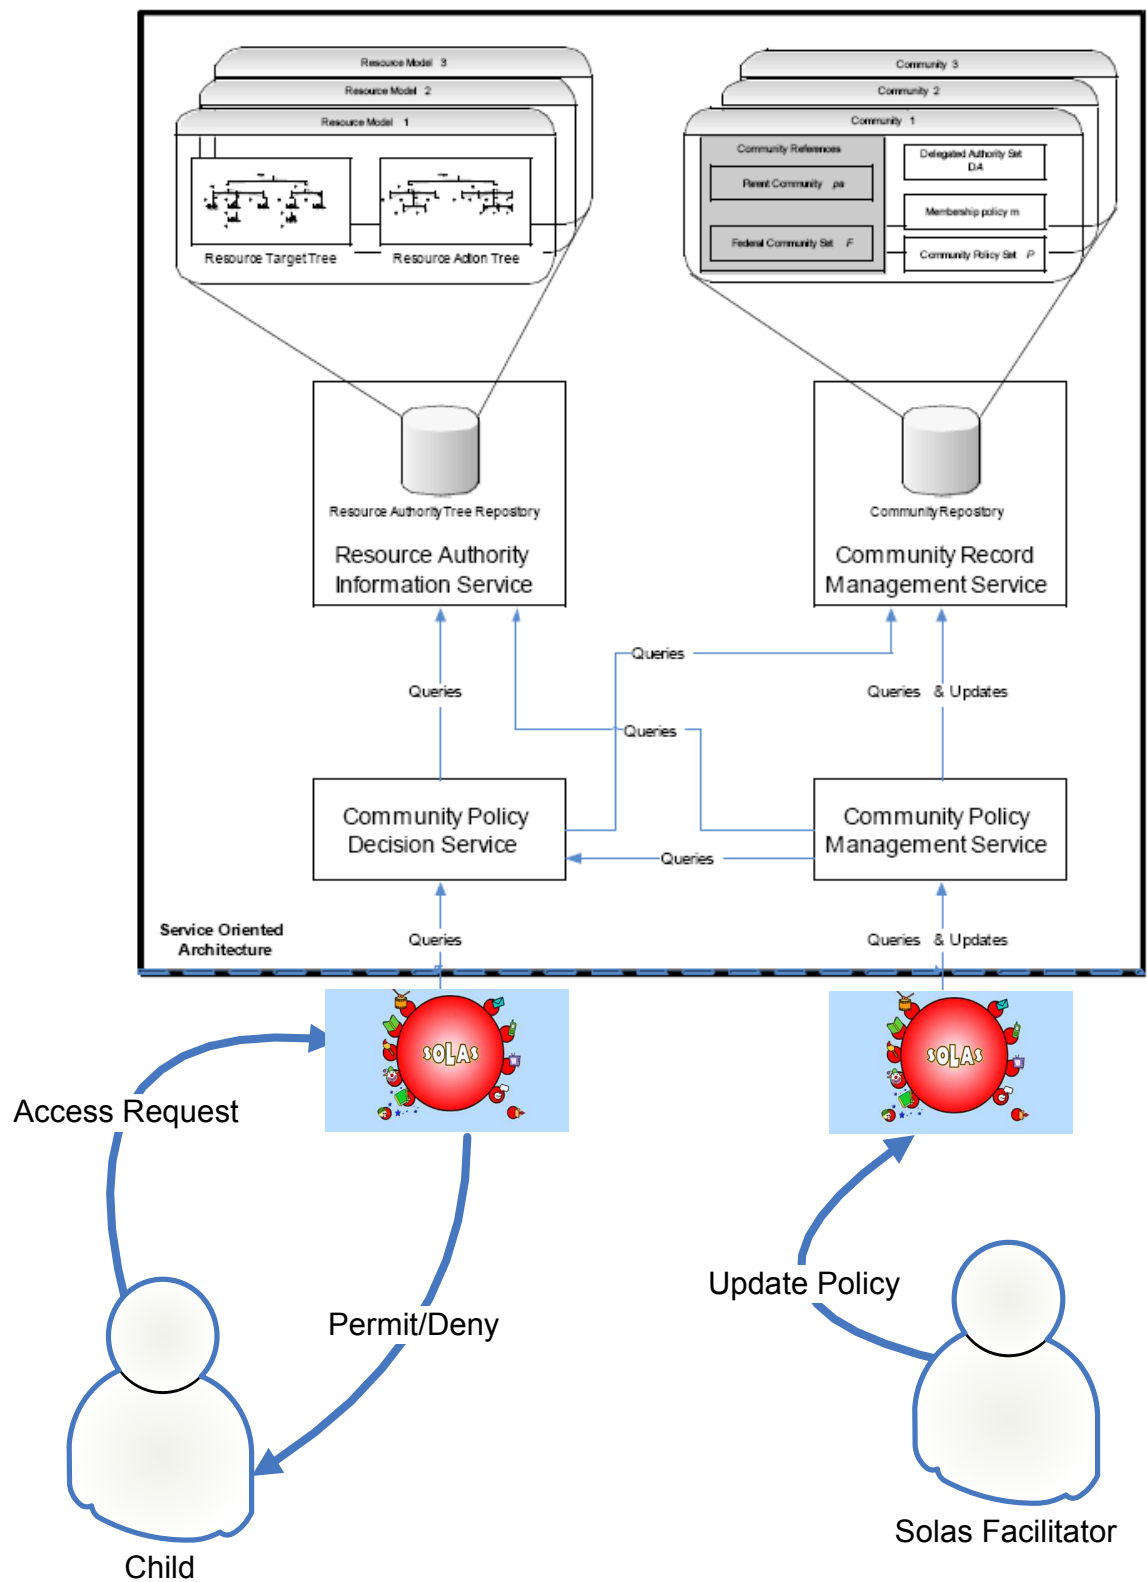 Resource Model 3
Resource Model 2
Resource Model 1
Resource Target Tree
Resource Action Tree
Community 3
Community 2
Community 1
Community References
Parent Community pa
Federal Community Set F
Delegated Authority Set
DA
Membership policy m
Community Policy Set P
Resource Authority Tree Repository
Resource Authority
Information Service
Community Repository
Community Record
Management Service
Queries
Queries
Queries & Updates
Queries
Community Policy
Decision Service
Community Policy
Management Service
Queries
Service Oriented
Architecture
Queries
Queries & Updates
SOLAS
SOLAS
Access Request
Permit/Deny
Update Policy
Child
Solas Facilitator